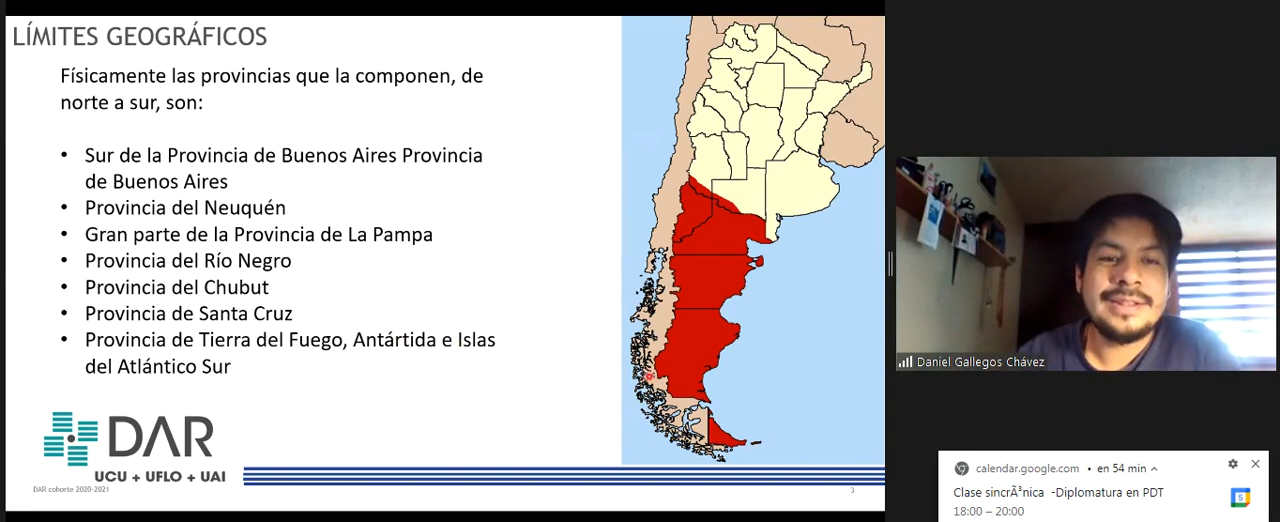 LÍMITES GEOGRÁFICOS
Físicamente las provincias que la componen, de
norte a sur, son:
• Sur de la Provincia de Buenos Aires Provincia
de Buenos Aires
• Provincia del Neuquén
• Gran parte de la Provincia de La Pampa
• Provincia del Río Negro
• Provincia del Chubut
• Provincia de Santa Cruz
• Provincia de Tierra del Fuego, Antártida e Islas
del Atlántico Sur
DAR
UCU + UFLO + UAI
DAR cohorte 2020-2021
3
Daniel Gallegos Chávez
calendar.google.com • en 54 min
Clase sincrÃ³nica -Diplomatura en PDT
18:00 – 20:00
5